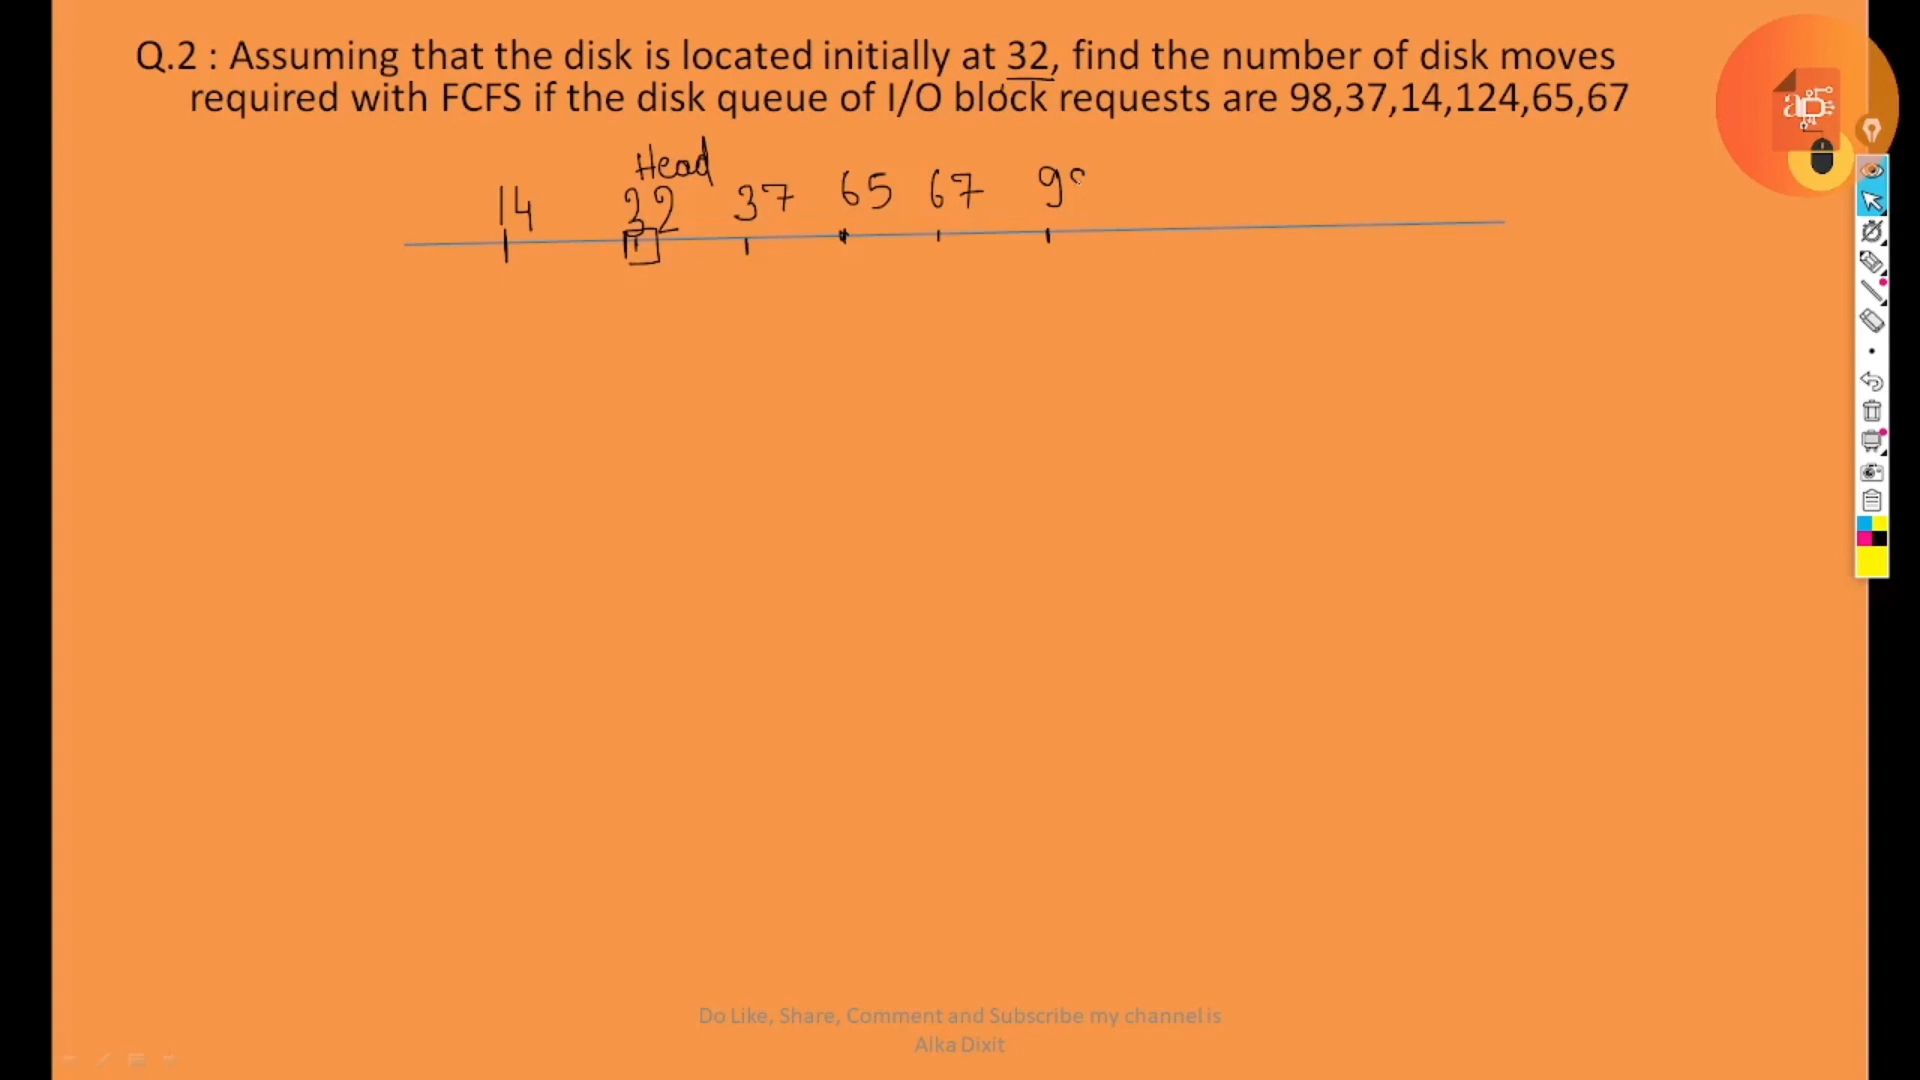 Q.2 : Assuming that the disk is located initially at 32, find the number of disk moves
required with FCFS if the disk queue of I/O block requests are 98,37,14,124,65,67
Head
14 32 37 65 67 9
Do Like, Share, Comment and Subscribe my channel is
Alka Dixit